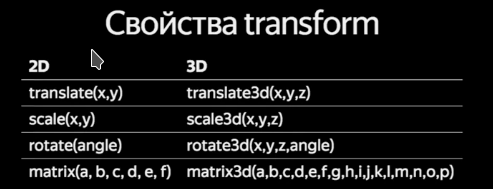 Свойства transform
2D 3D
translate(x,y) translate3d(x,y,z)
scale(x,y) scale3d(x,y,z)
rotate(angle) rotate3d(x,y,z,angle)
matrix(a, b, c, d, e, f) matrix3d(a,b,c,d,e,f,g,h,i,j,k,l,m,n,o,p)